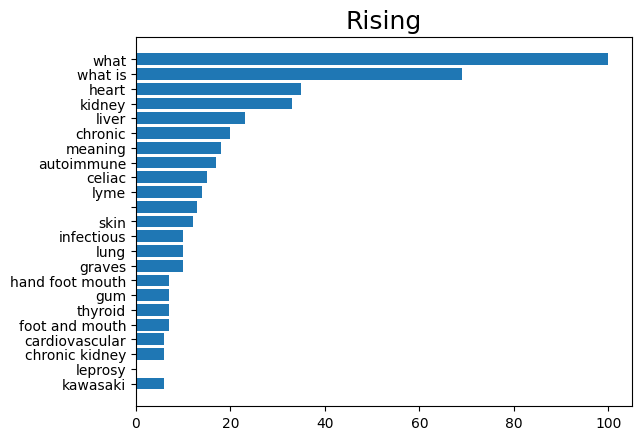 Rising
what
what is
heart
kidney
liver
chronic
meaning
autoimmune
celiac
lyme
skin
infectious
lung
graves
hand foot mouth
gum
thyroid
foot and mouth
cardiovascular
chronic kidney
leprosy
kawasaki
0 20 40 60 80 100